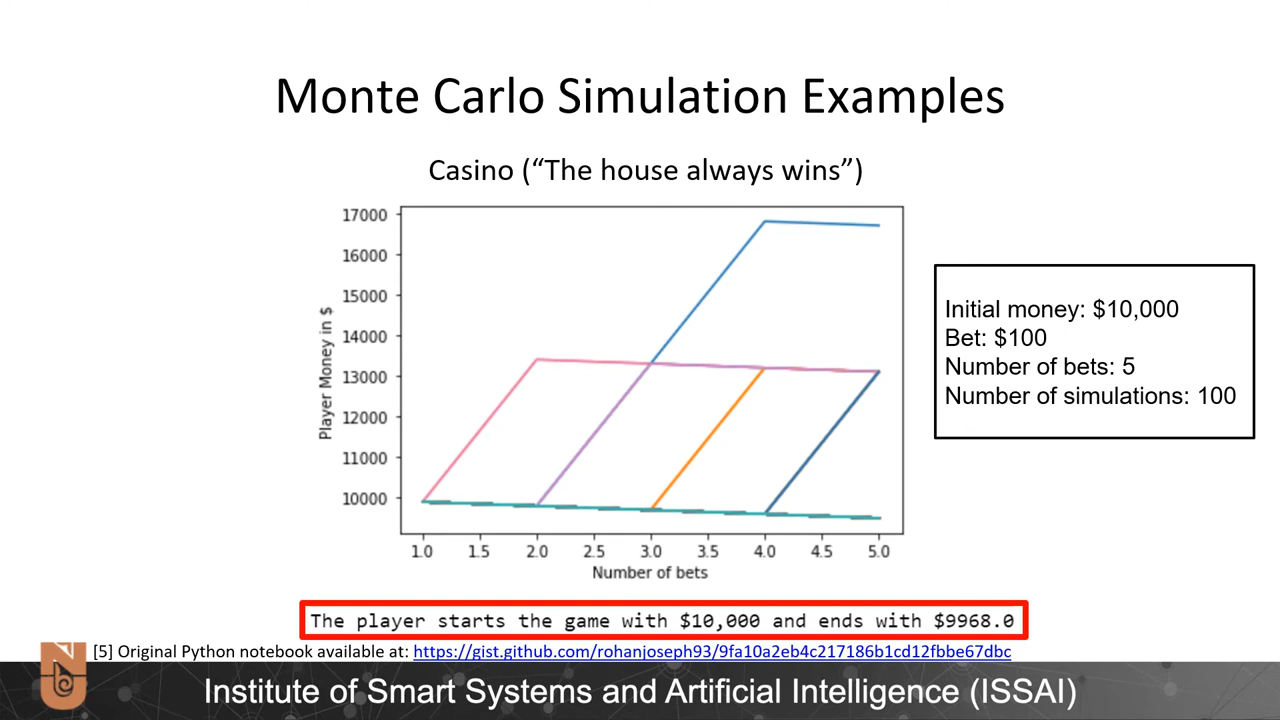 Monte Carlo Simulation Examples
Casino (“The house always wins”)
17000
16000
15000
14000
13000
12000
11000
10000
Player Money in $
1.0 1.5 2.0 2.5 3.0 3.5 4.0 4.5 5.0
Number of bets
Initial money: $10,000
Bet: $100
Number of bets: 5
Number of simulations: 100
The player starts the game with $10,000 and ends with $9968.0
[5] Original Python notebook available at: https://gist.github.com/rohanjoseph93/9fa10a2eb4c217186b1cd12fbbe67dbc
Institute of Smart Systems and Artificial Intelligence (ISSAI)